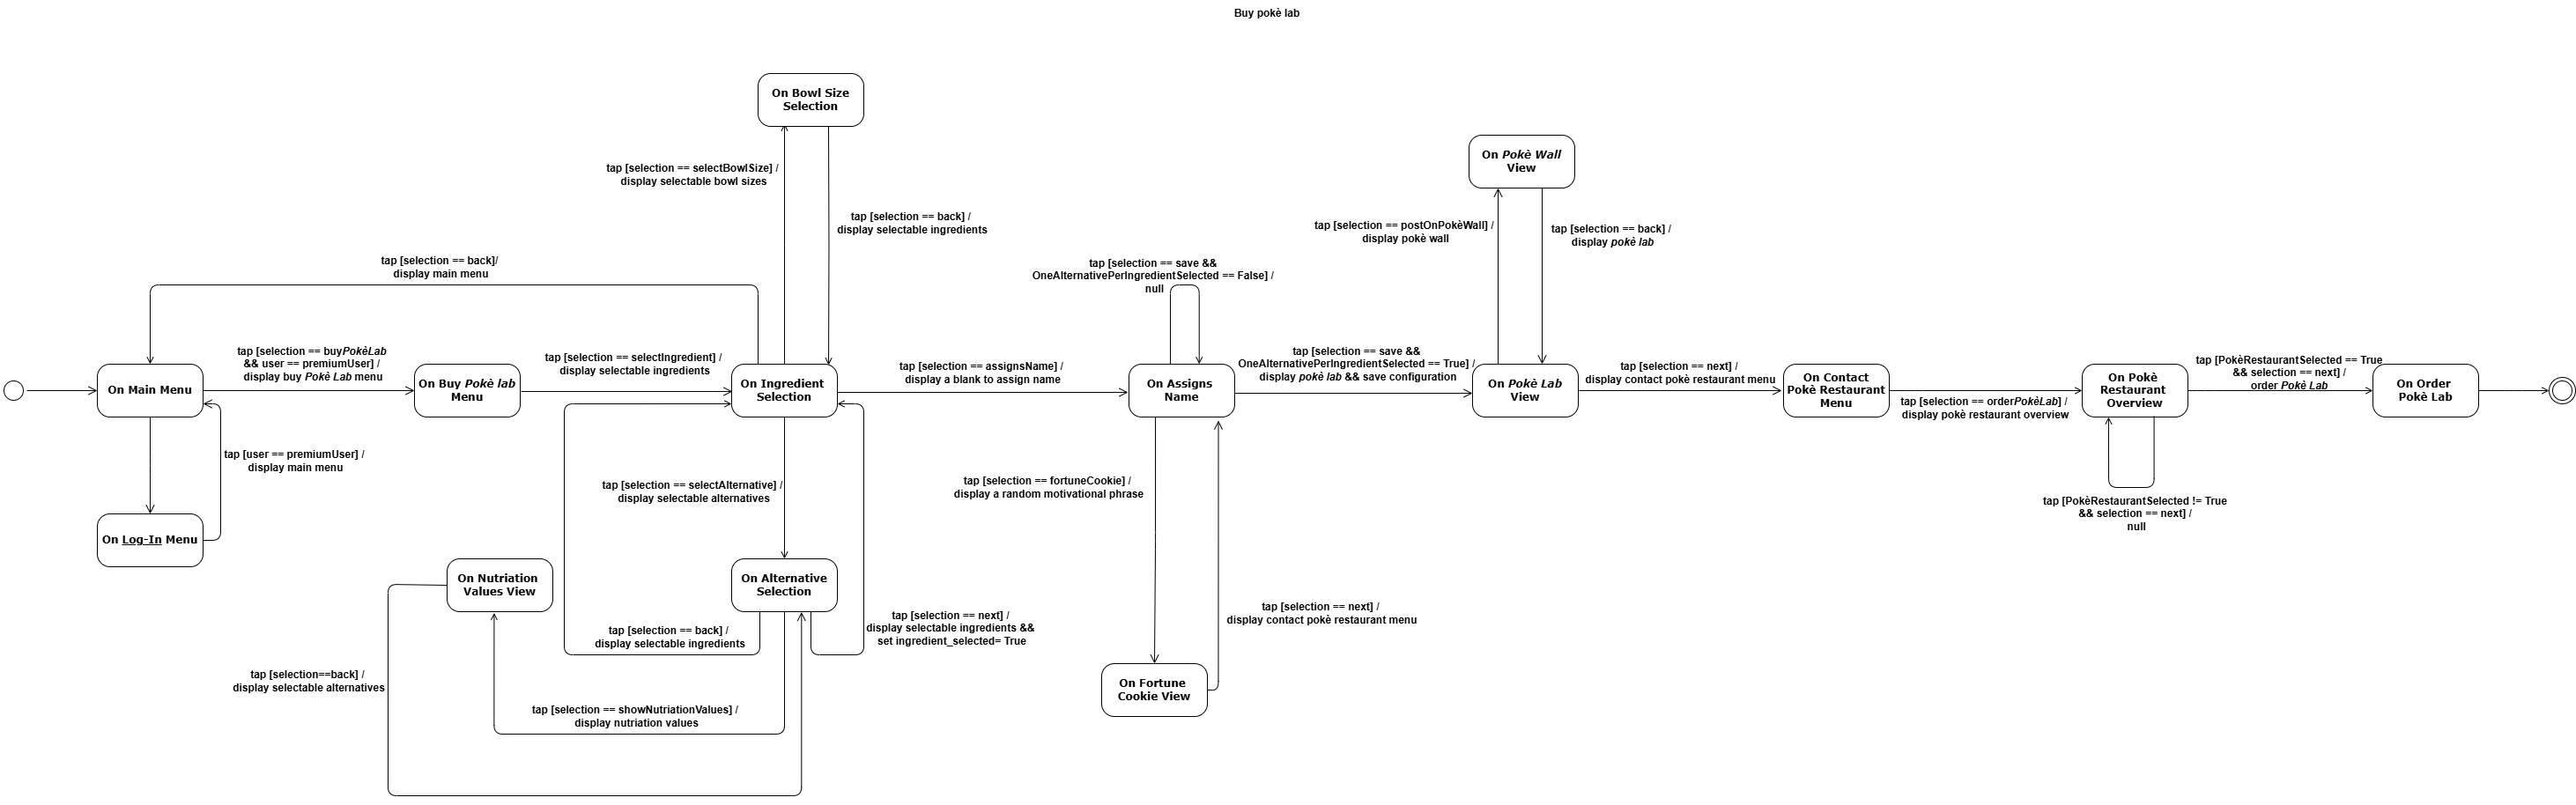 Buy pokè lab
On Bowl Size
Selection
tap [selection == selectBowlSize] /
display selectable bowl sizes
tap [selection == back] /
display selectable ingredients
On Pokè Wall
View
tap [selection == postOnPokèWall] /
display pokè wall
tap [selection == back] /
display pokè lab
tap [selection == back]/
display main menu
tap [selection == save &&
OneAlternativePerIngredientSelected == False] /
null
On Main Menu
tap [selection == buyPokèLab
&& user == premiumUser] /
display buy Pokè Lab menu
On Buy Pokè lab
Menu
tap [selection == selectIngredient] /
display selectable ingredients
On Ingredient
Selection
tap [selection == assignsName] /
display a blank to assign name
On Assigns
Name
tap [selection == save &&
OneAlternativePerIngredientSelected == True] /
display pokè lab && save configuration
On Pokè Lab
View
tap [selection == next] /
display contact pokè restaurant menu
On Contact
Pokè Restaurant
Menu
tap [selection == orderPokèLab] /
display pokè restaurant overview
On Pokè
Restaurant
Overview
tap [PokèRestaurantSelected == True
&& selection == next] /
order Pokè Lab
On Order
Pokè Lab
tap [user == premiumUser] /
display main menu
On Log-In Menu
tap [selection == selectAlternative] /
display selectable alternatives
tap [selection == fortuneCookie] /
display a random motivational phrase
tap [PokèRestaurantSelected != True
&& selection == next] /
null
On Nutriation
Values View
On Alternative
Selection
tap [selection == back] /
display selectable ingredients
tap [selection == next] /
display selectable ingredients &&
set ingredient_selected= True
tap [selection == next] /
display contact pokè restaurant menu
tap [selection==back] /
display selectable alternatives
tap [selection == showNutriationValues] /
display nutriation values
On Fortune
Cookie View